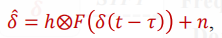 δ̂ = h⊗F(δ(t − τ)) + n,